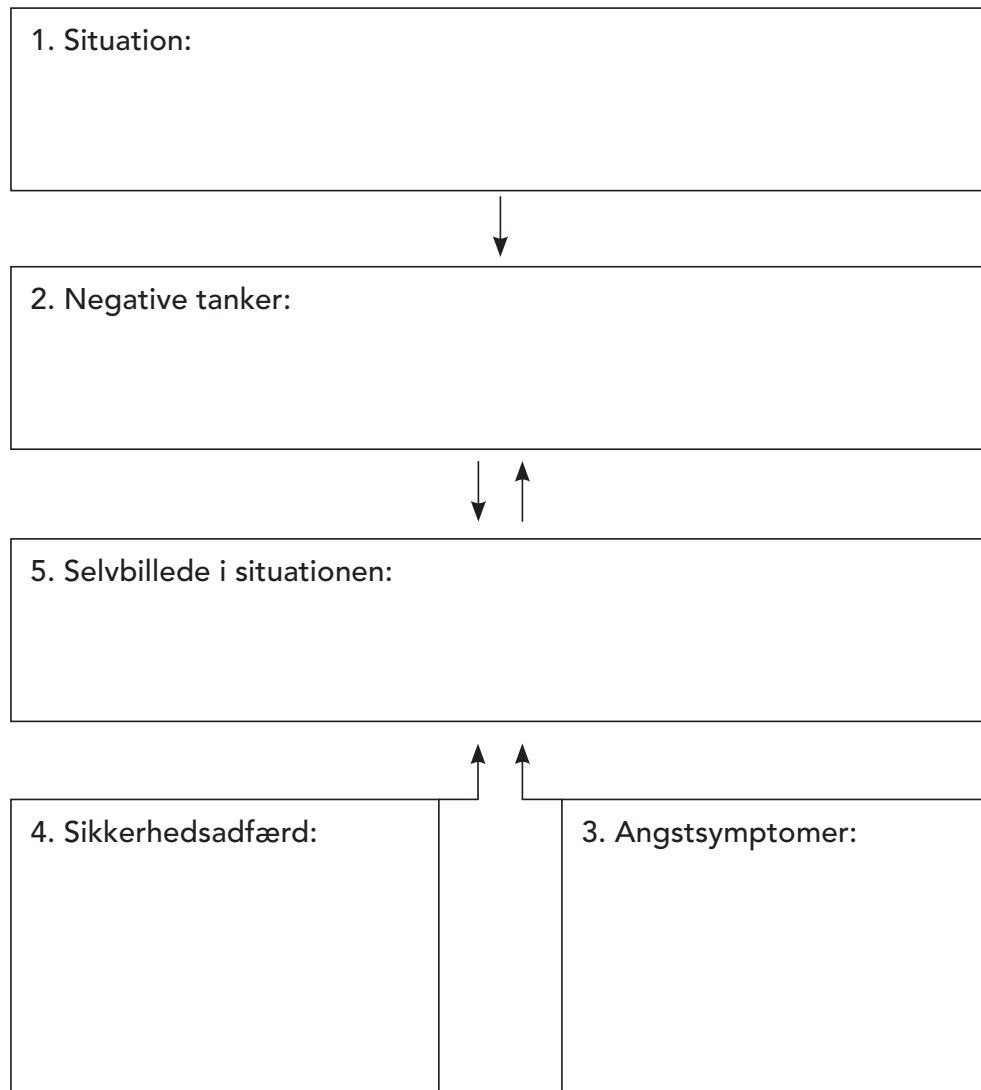 1. Situation:
2. Negative tanker:
5. Selvbillede i situationen:
4. Sikkerhedsadfærd:
3. Angstsymptomer: